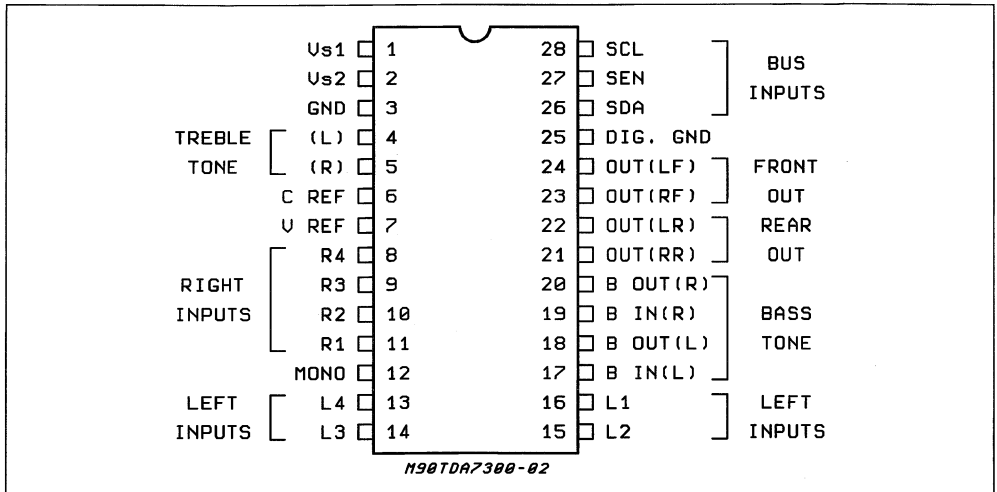 Vs1 1 28 SCL
Vs2 2 27 SEN BUS INPUTS
GND 3 26 SDA
TREBLE TONE (L) 4 25 DIG. GND
(R) 5 24 OUT(LF) FRONT OUT
C REF 6 23 OUT(RF)
V REF 7 22 OUT(LR) REAR OUT
R4 8 21 OUT(RR)
RIGHT INPUTS R3 9 20 B OUT(R)
R2 10 19 B IN(R) BASS TONE
R1 11 18 B OUT(L)
MONO 12 17 B IN(L)
LEFT INPUTS L4 13 16 L1 LEFT INPUTS
L3 14 15 L2
M90TDA7300-02